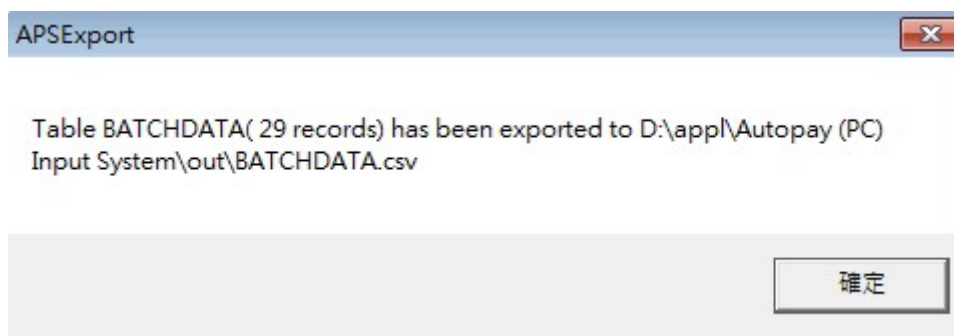 APSExport
Table BATCHDATA( 29 records) has been exported to D:\appl\Autopay (PC)
Input System\out\BATCHDATA.csv
確定